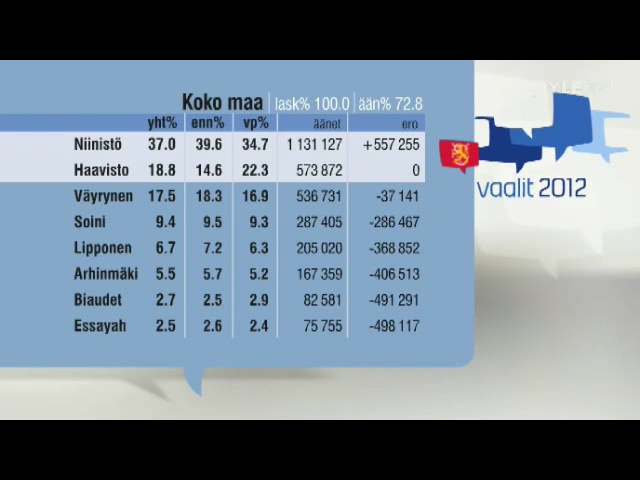 YLE
Koko maa lask% 100.0 ään% 72.8
yht% enn% vp% äänet ero
Niinistö 37.0 39.6 34.7 1 131 127 +557 255
Haavisto 18.8 14.6 22.3 573 872 0
Väyrynen 17.5 18.3 16.9 536 731 -37 141
Soini 9.4 9.5 9.3 287 405 -286 467
Lipponen 6.7 7.2 6.3 205 020 -368 852
Arhinmäki 5.5 5.7 5.2 167 359 -406 513
Biaudet 2.7 2.5 2.9 82 581 -491 291
Essayah 2.5 2.6 2.4 75 755 -498 117
vaalit 2012